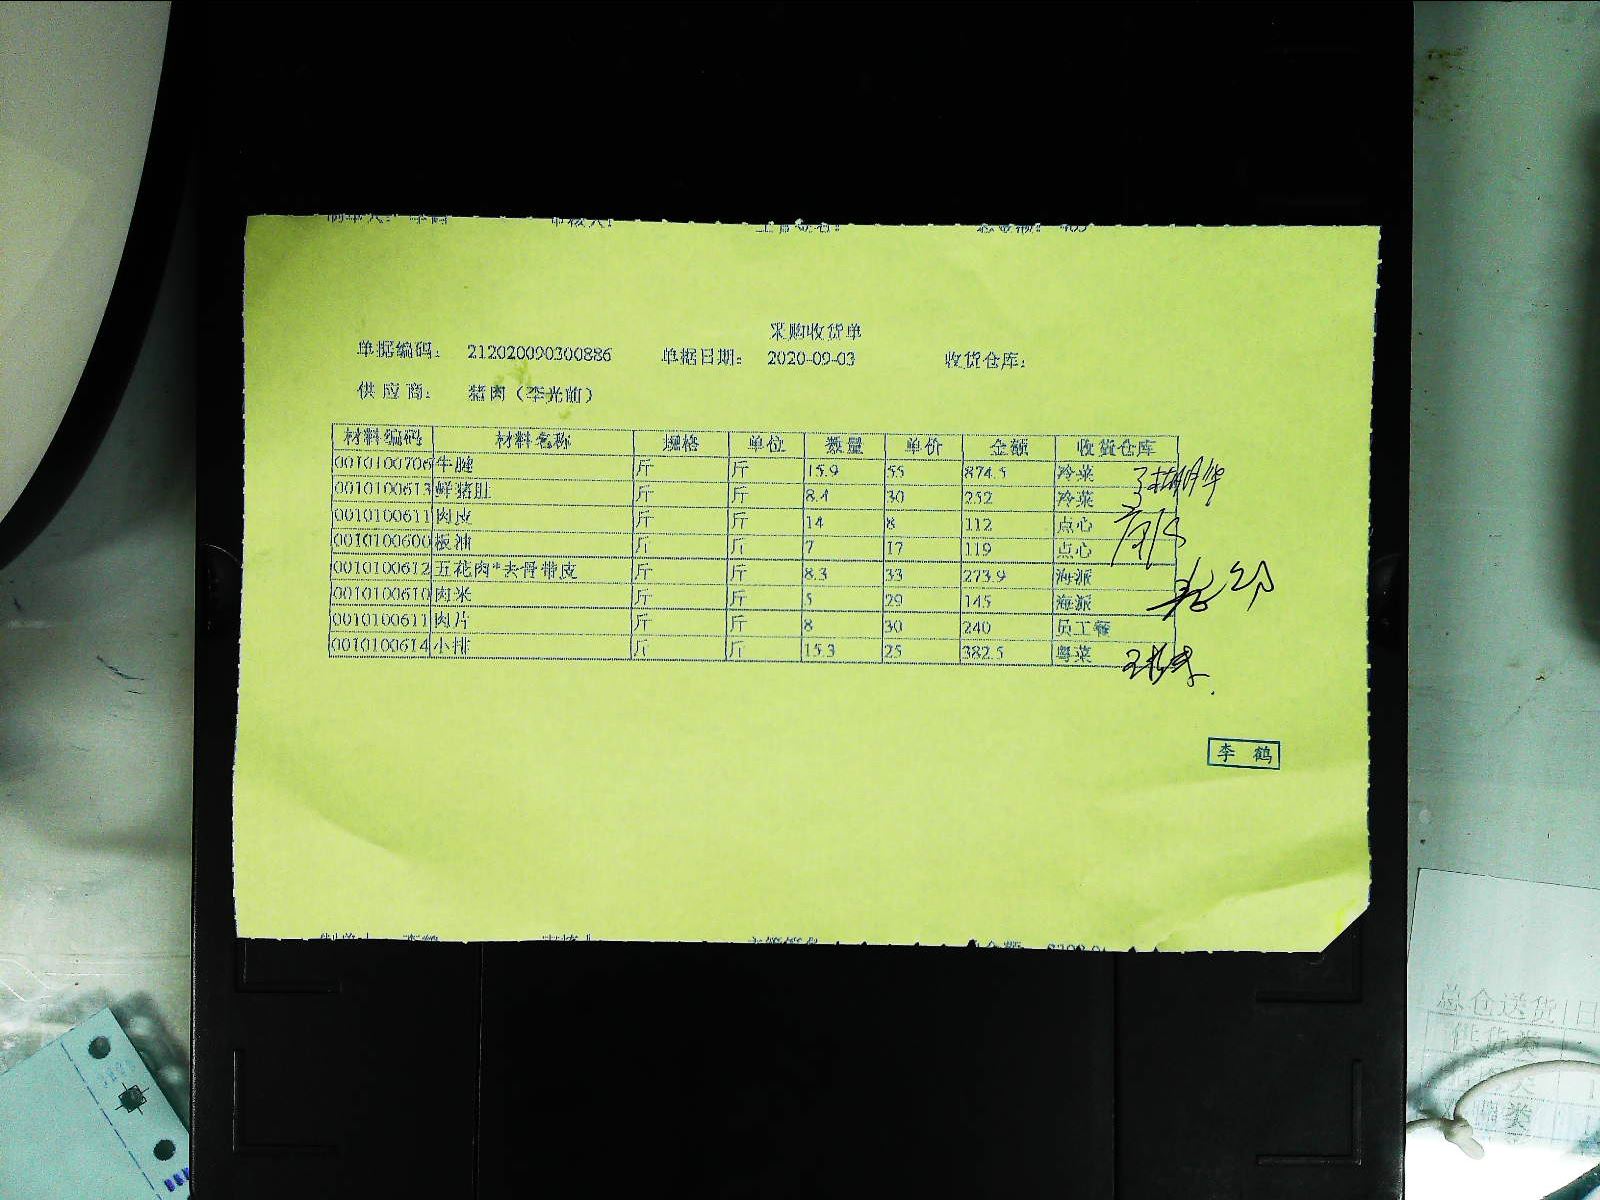 采购收货单
单据编码: 212020090300886 单据日期: 2020-09-03 收货仓库:
供应商: 猪肉(李光前)
材料编码 材料名称 规格 单位 数量 单价 金额 收货仓库
0010100706 牛腱 斤 斤 15.9 55 874.5 冷菜
0010100613 鲜猪肚 斤 斤 8.4 30 252 冷菜
0010100611 肉皮 斤 斤 14 8 112 点心
0010100600 板油 斤 斤 7 17 119 点心
0010100612 五花肉*去骨带皮 斤 斤 8.3 33 273.9 海派
0010100610 肉米 斤 斤 5 29 145 海派
0010100611 肉片 斤 斤 8 30 240 员工餐
0010100614 小排 斤 斤 15.3 25 382.5 粤菜
李 鹤
总仓送货 日